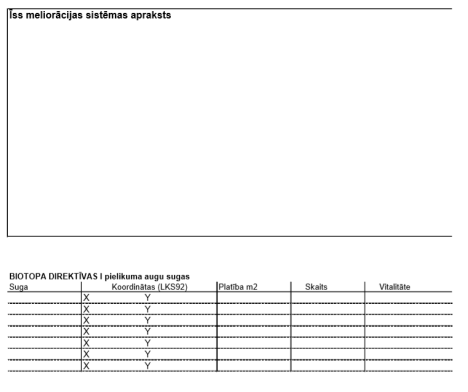 Īss meliorācijas sistēmas apraksts
BIOTOPA DIREKTĪVAS I pielikuma augu sugas
Suga Koordinātas (LKS92) Platība m2 Skaits Vitalitāte
X Y
X Y
X Y
X Y
X Y
X Y